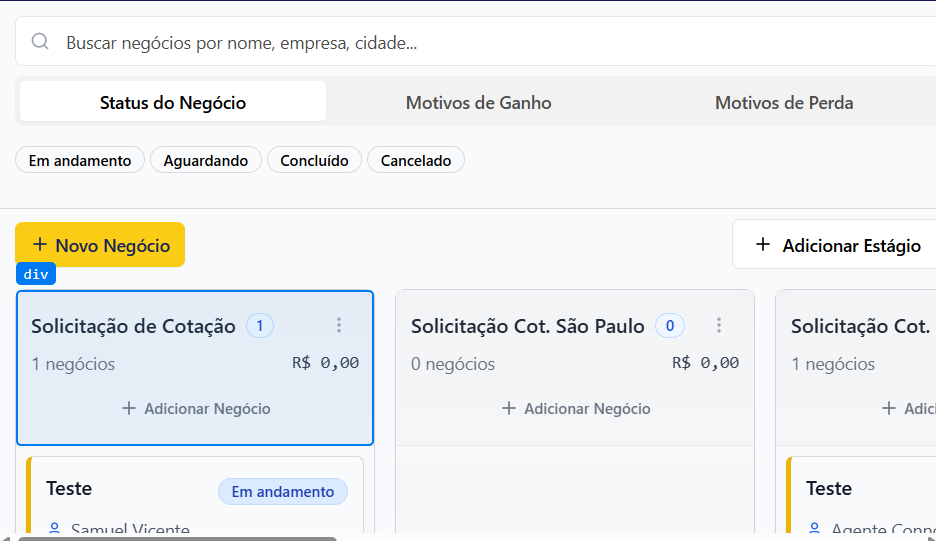 Buscar negócios por nome, empresa, cidade...
Status do Negócio Motivos de Ganho Motivos de Perda
Em andamento Aguardando Concluído Cancelado
+ Novo Negócio + Adicionar Estágio
div
Solicitação de Cotação 1 Solicitação Cot. São Paulo 0 Solicitação Cot.
1 negócios R$ 0,00 0 negócios R$ 0,00 1 negócios
+ Adicionar Negócio + Adicionar Negócio +
Teste Em andamento Teste
Samuel Vicente Agente